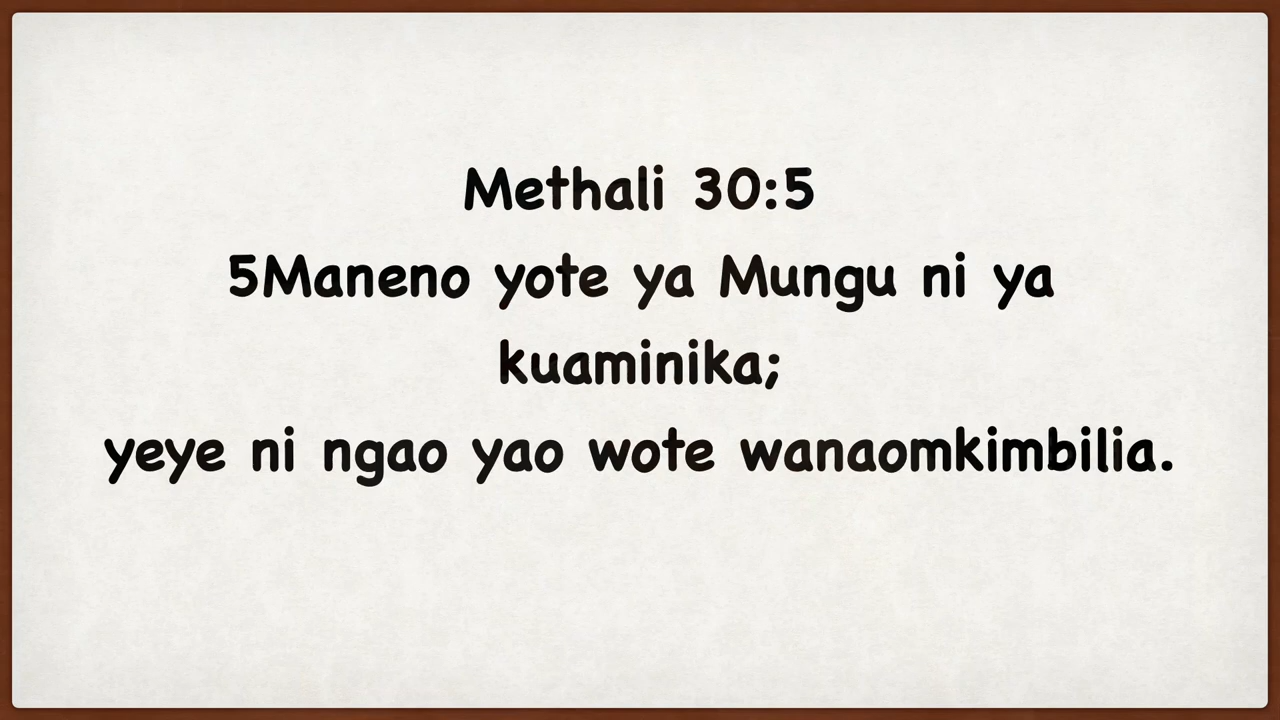 Methali 30:5
5Maneno yote ya Mungu ni ya
kuaminika;
yeye ni ngao yao wote wanaomkimbilia.